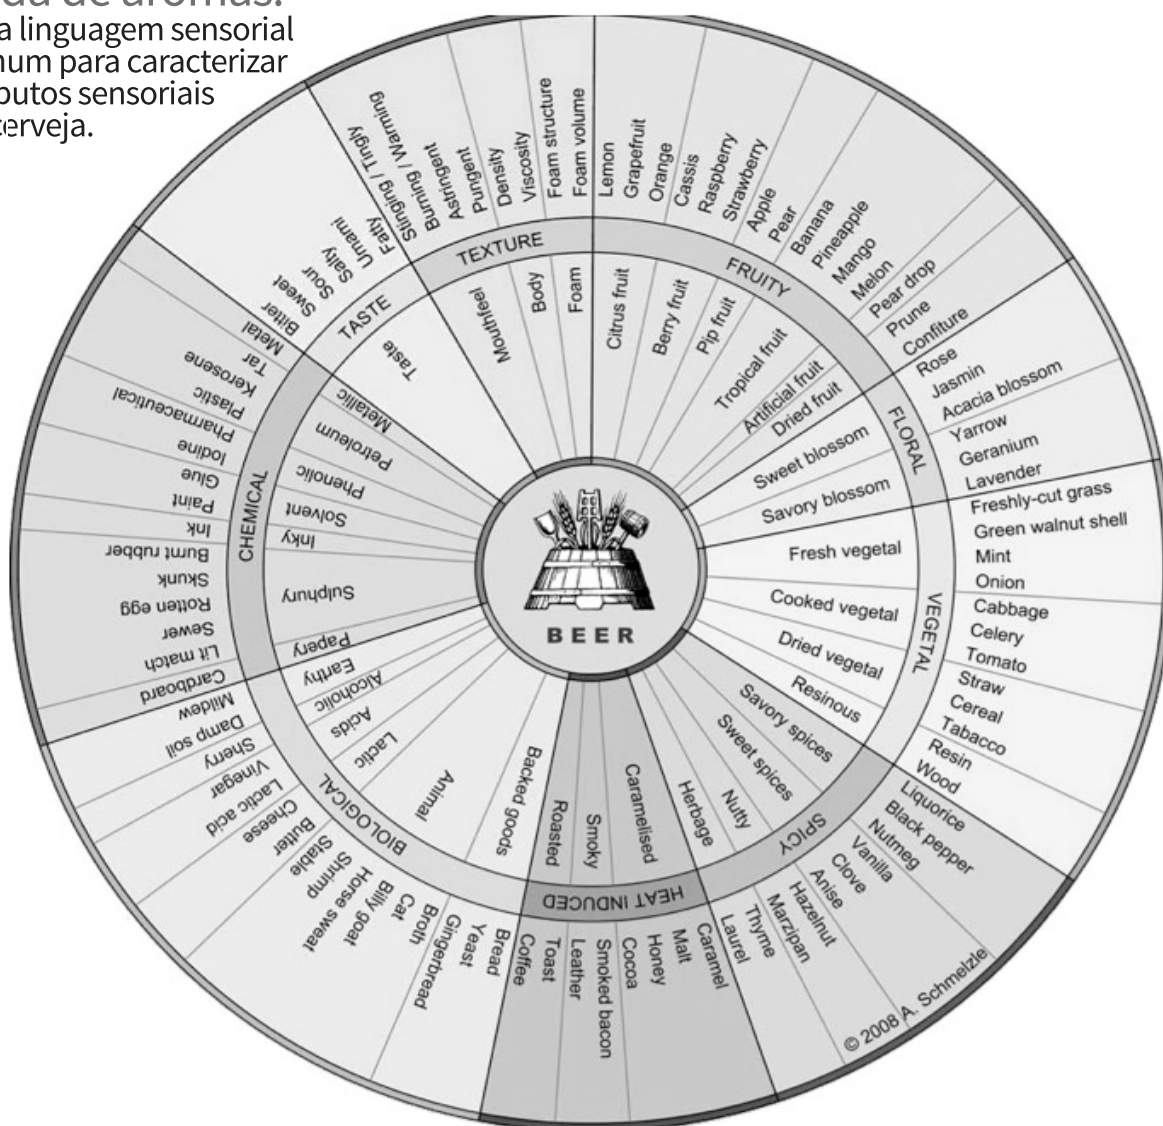 da de aromas.
a linguagem sensorial
num para caracterizar
butos sensoriais
cerveja.
BEER
TEXTURE
Mouthfeel
Stinging / Tingly
Burning / Warming
Astringent
Pungent
Body
Density
Viscosity
Foam
Foam structure
Foam volume
FRUITY
Citrus fruit
Lemon
Grapefruit
Orange
Berry fruit
Cassis
Raspberry
Strawberry
Pip fruit
Apple
Pear
Tropical fruit
Banana
Pineapple
Mango
Melon
Artificial fruit
Pear drop
Dried fruit
Prune
Confiture
FLORAL
Sweet blossom
Rose
Jasmin
Acacia blossom
Savory blossom
Yarrow
Geranium
Lavender
VEGETAL
Fresh vegetal
Freshly-cut grass
Green walnut shell
Mint
Onion
Cooked vegetal
Cabbage
Celery
Tomato
Dried vegetal
Straw
Cereal
Tabacco
Resinous
Resin
Wood
SPICY
Savory spices
Liquorice
Black pepper
Nutmeg
Sweet spices
Vanilla
Clove
Anise
Nutty
Hazelnut
Marzipan
Herbage
Thyme
Laurel
HEAT INDUCED
Caramelised
Caramel
Malt
Honey
Cocoa
Smoky
Smoked bacon
Leather
Roasted
Toast
Coffee
BIOLOGICAL
Backed goods
Bread
Yeast
Gingerbread
Animal
Broth
Cat
Billy goat
Horse sweat
Shrimp
Stable
Lactic
Butter
Cheese
Lactic acid
Acids
Vinegar
Alcoholic
Sherry
Earthy
Damp soil
Mildew
CHEMICAL
Papery
Cardboard
Sulphury
Lit match
Sewer
Rotten egg
Skunk
Burnt rubber
Inky
Ink
Solvent
Paint
Glue
Phenolic
Iodine
Pharmaceutical
Petroleum
Plastic
Kerosene
Tar
Metallic
Metal
TASTE
Taste
Bitter
Sweet
Sour
Salty
Umami
Fatty
© 2008 A. Schmelzle